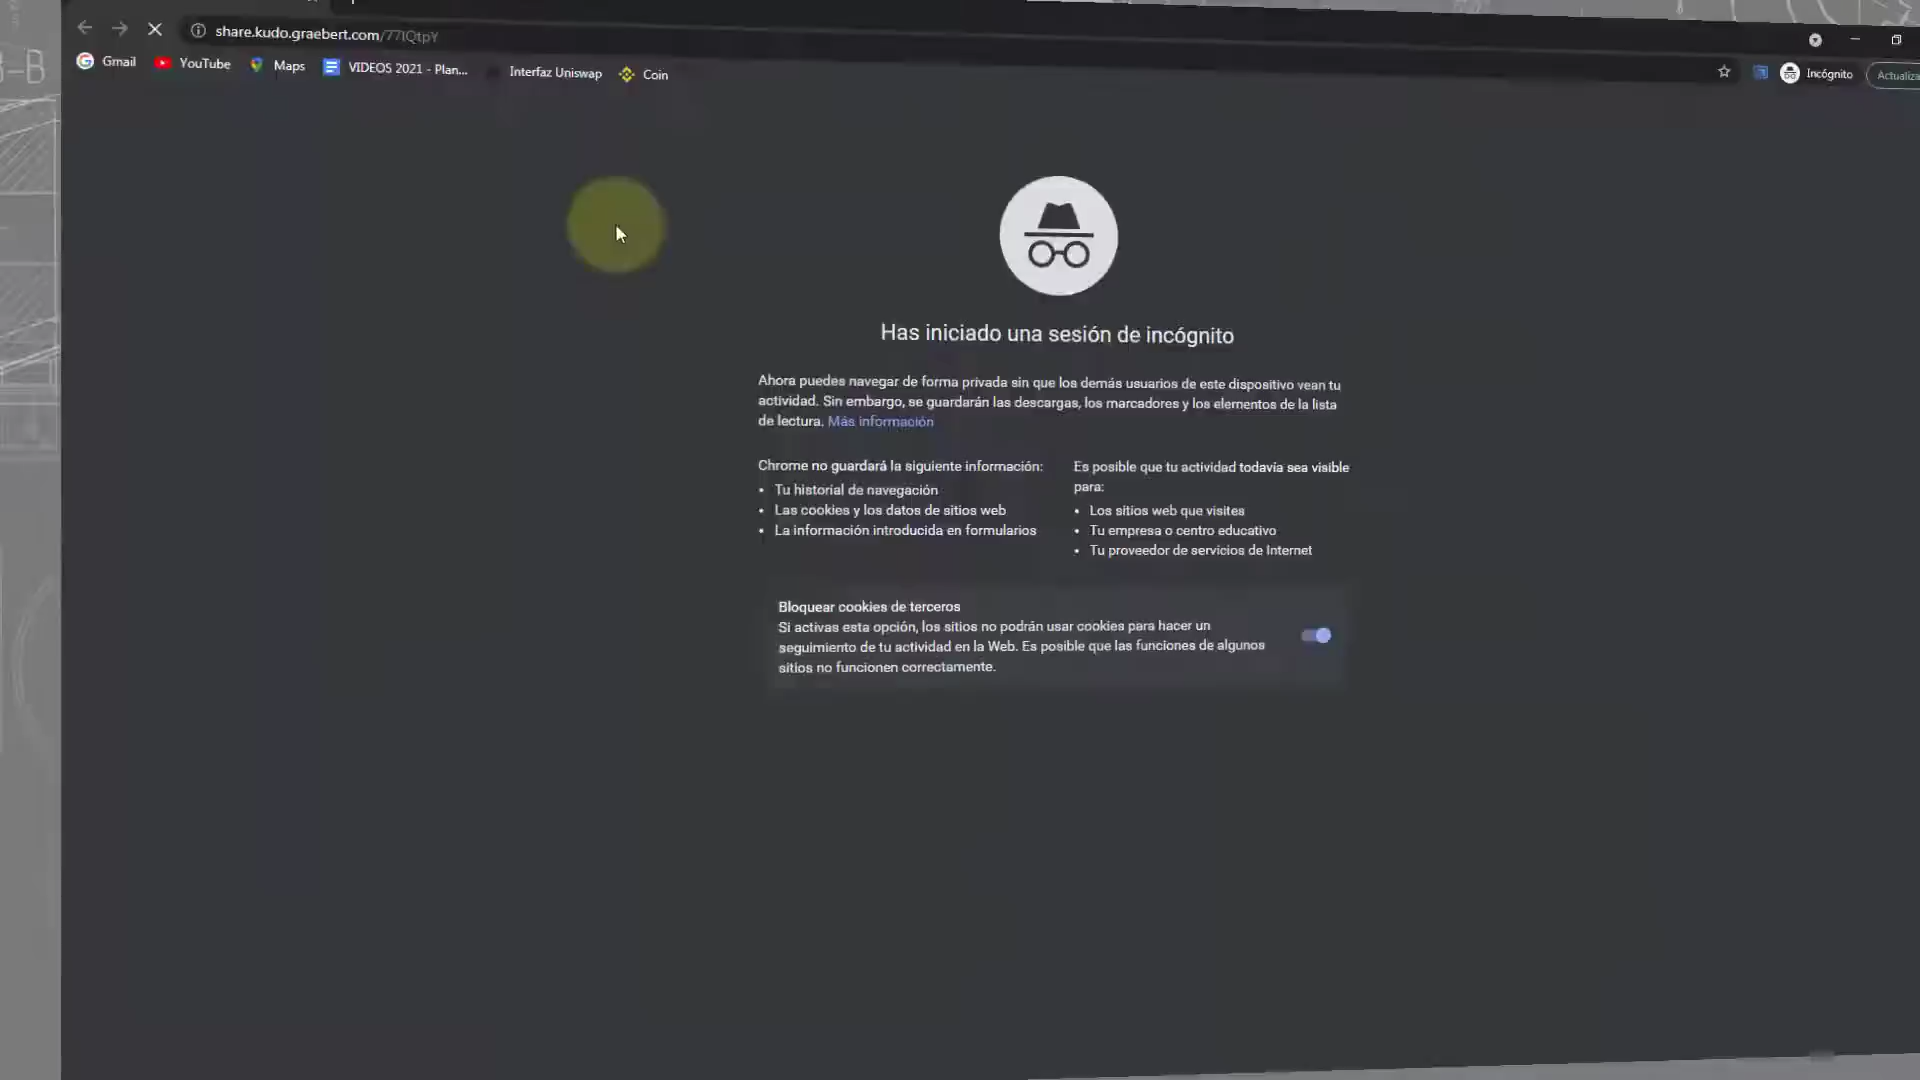 share.kudo.graebert.com/77IQtpY
Gmail YouTube Maps VIDEOS 2021 - Plan... Interfaz Uniswap Coin Incógnito
Has iniciado una sesión de incógnito
Ahora puedes navegar de forma privada sin que los demás usuarios de este dispositivo vean tu
actividad. Sin embargo, se guardarán las descargas, los marcadores y los elementos de la lista
de lectura. Más información
Chrome no guardará la siguiente información:
• Tu historial de navegación
• Las cookies y los datos de sitios web
• La información introducida en formularios
Es posible que tu actividad todavía sea visible
para:
• Los sitios web que visites
• Tu empresa o centro educativo
• Tu proveedor de servicios de Internet
Bloquear cookies de terceros
Si activas esta opción, los sitios no podrán usar cookies para hacer un
seguimiento de tu actividad en la Web. Es posible que las funciones de algunos
sitios no funcionen correctamente.